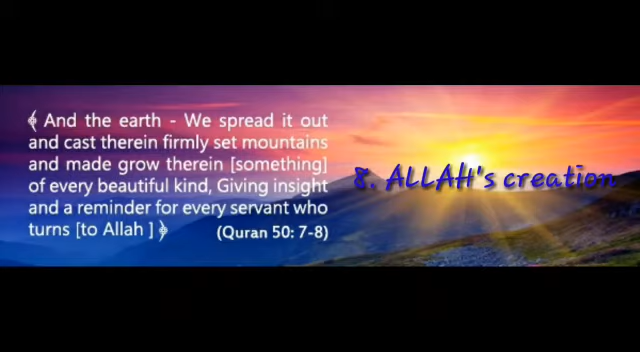 ﴾ And the earth - We spread it out
and cast therein firmly set mountains
and made grow therein [something]
of every beautiful kind, Giving insight
and a reminder for every servant who
turns [to Allah ] ﴿ (Quran 50: 7-8)
8. ALLAH's creation